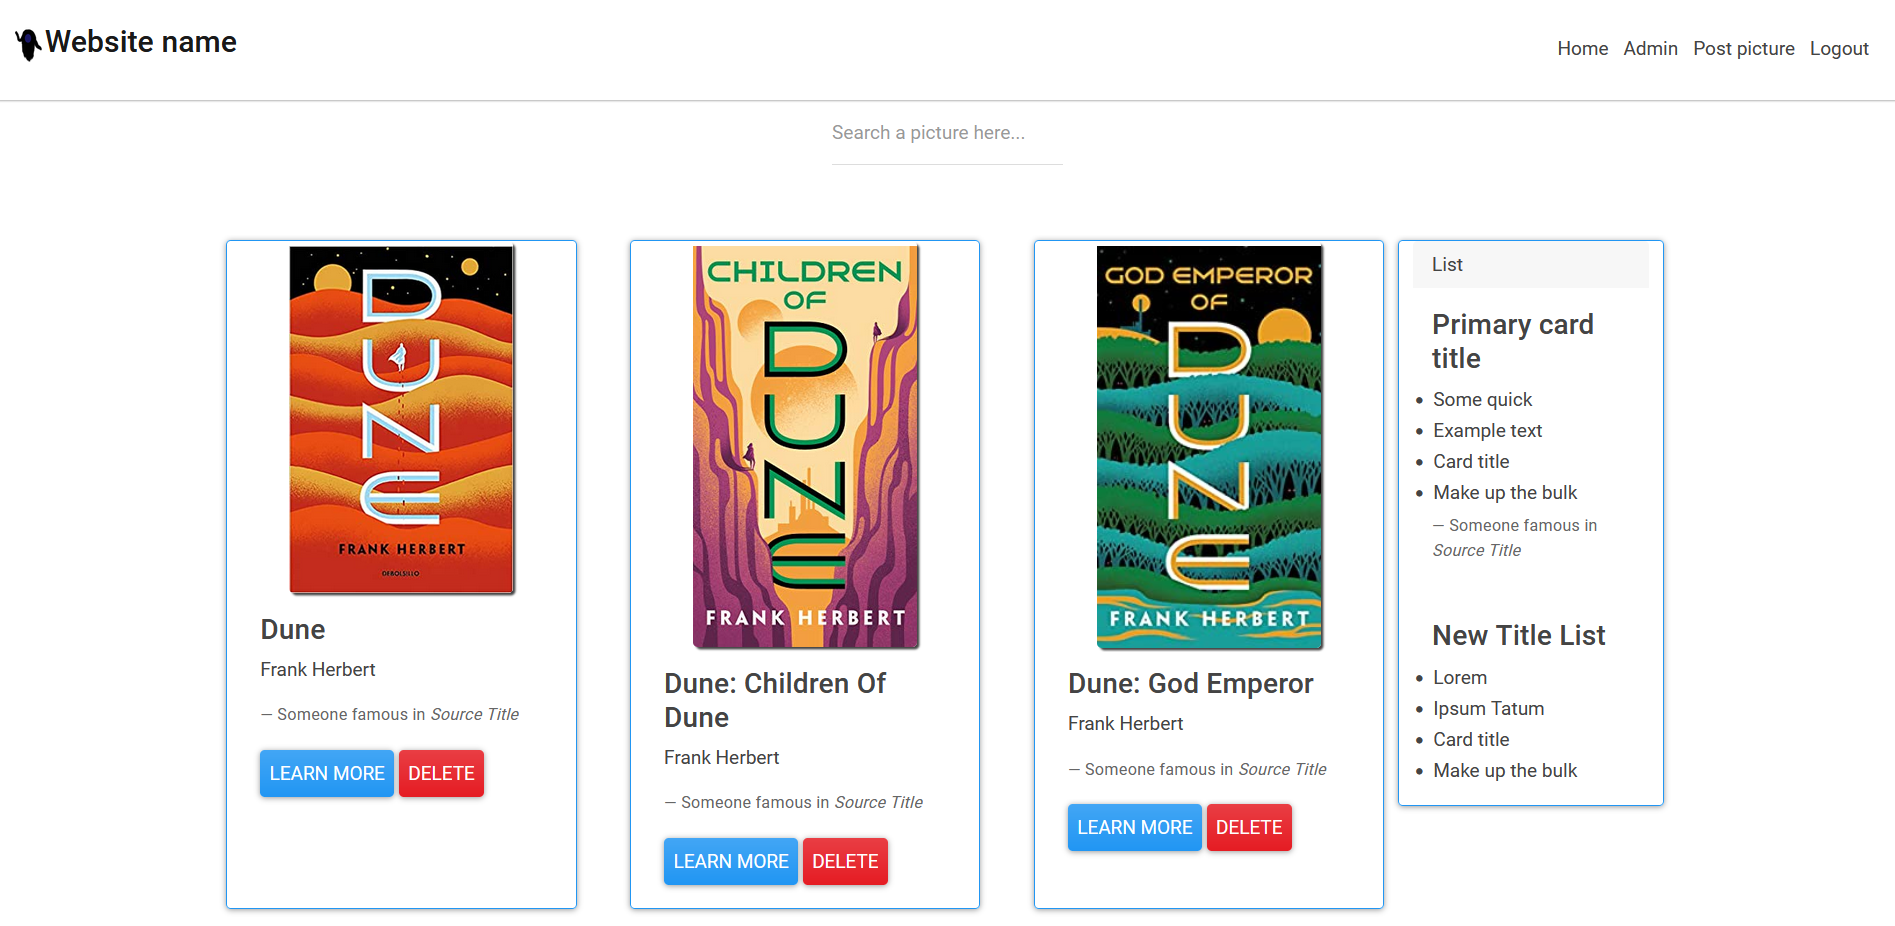 Website name
Home Admin Post picture Logout
Search a picture here...
DUNE
FRANK HERBERT
DEBOLSILLO
Dune
Frank Herbert
— Someone famous in Source Title
LEARN MORE DELETE
CHILDREN
OF
DUNE
FRANK HERBERT
Dune: Children Of
Dune
Frank Herbert
— Someone famous in Source Title
LEARN MORE DELETE
GOD EMPEROR
OF
DUNE
FRANK HERBERT
Dune: God Emperor
Frank Herbert
— Someone famous in Source Title
LEARN MORE DELETE
List
Primary card
title
Some quick
Example text
Card title
Make up the bulk
— Someone famous in
Source Title
New Title List
Lorem
Ipsum Tatum
Card title
Make up the bulk